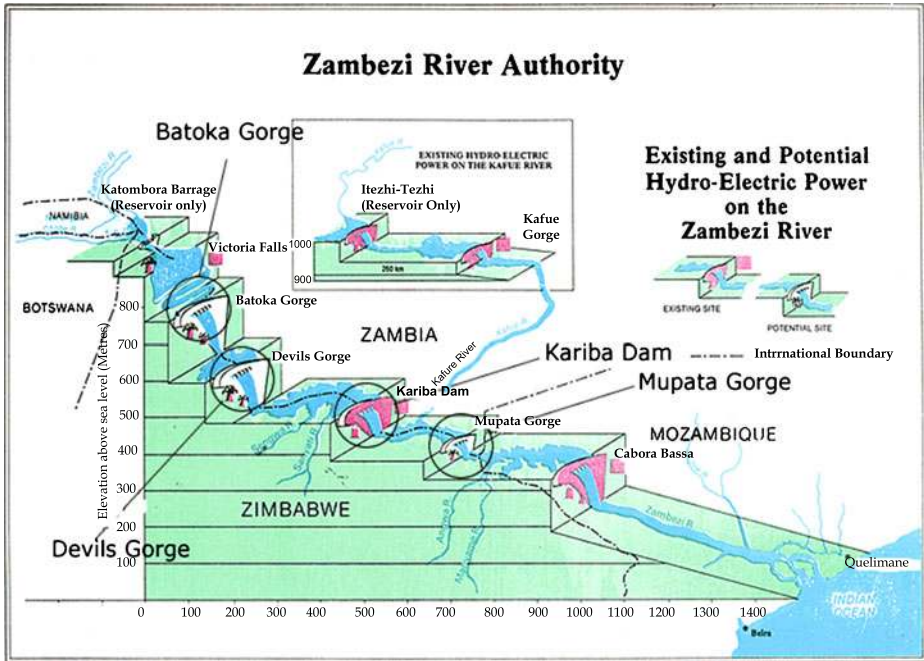 Zambezi River Authority
Batoka Gorge
EXISTING HYDRO-ELECTRIC
POWER ON THE KAFUE RIVER
Kafue R.
Itezhi-Tezhi
(Reservoir Only)
Kafue
Gorge
1000
900
250 km
Existing and Potential
Hydro-Electric Power
on the
Zambezi River
EXISTING SITE
POTENTIAL SITE
Intrrnational Boundary
Katombora Barrage
(Reservoir only)
NAMIBIA
Victoria Falls
BOTSWANA
Batoka Gorge
ZAMBIA
Devils Gorge
Kafue R.
Kafure River
Kariba Dam
Kariba Dam
Mupata Gorge
Mupata Gorge
MOZAMBIQUE
Cabora Bassa
Elevation above sea level (Metres)
800
700
600
500
400
300
200
100
ZIMBABWE
Devils Gorge
Zambezi R.
Quelimane
INDIAN
OCEAN
Beira
0
100
200
300
400
500
600
700
800
900
1000
1100
1200
1300
1400